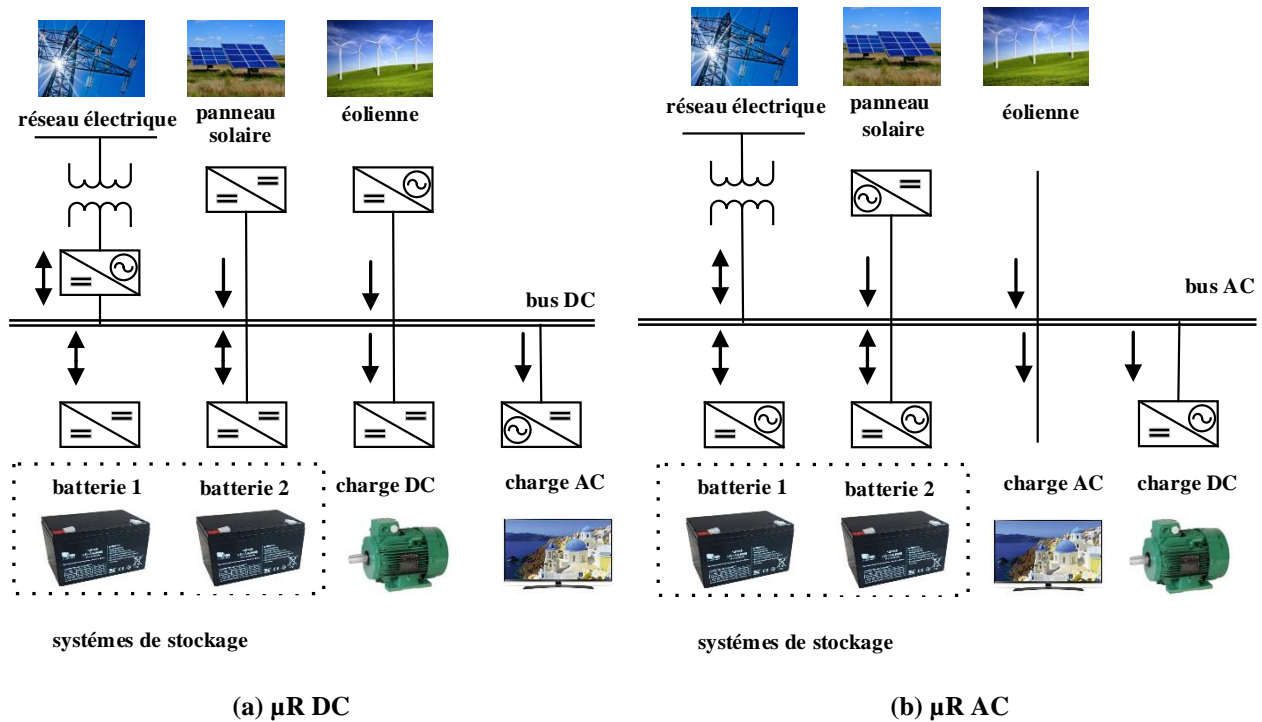 réseau électrique
panneau
solaire
éolienne
bus DC
batterie 1
batterie 2
charge DC
charge AC
systémes de stockage
(a) µR DC
réseau électrique
panneau
solaire
éolienne
bus AC
batterie 1
batterie 2
charge AC
charge DC
systémes de stockage
(b) µR AC